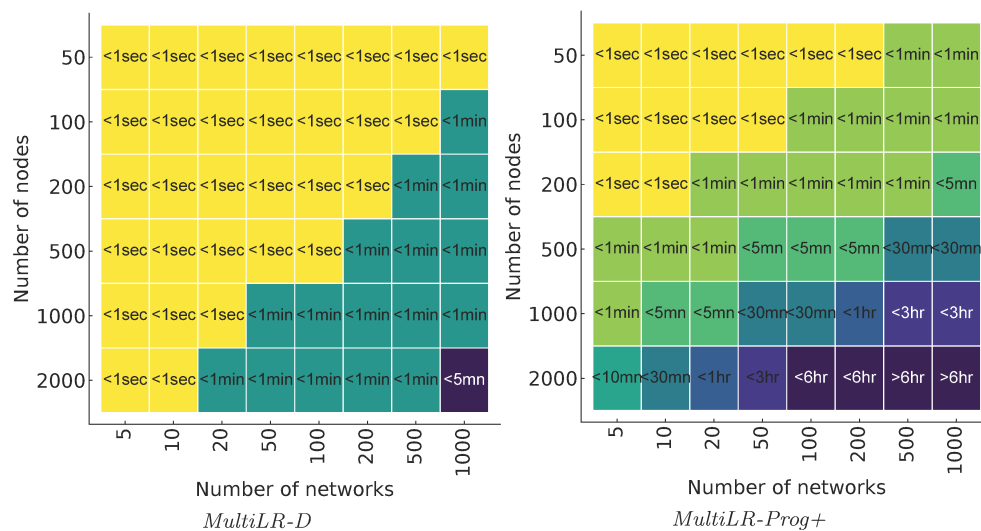 50 <1sec <1sec <1sec <1sec <1sec <1sec <1sec <1sec
100 <1sec <1sec <1sec <1sec <1sec <1sec <1sec <1min
200 <1sec <1sec <1sec <1sec <1sec <1sec <1min <1min
500 <1sec <1sec <1sec <1sec <1sec <1min <1min <1min
1000 <1sec <1sec <1sec <1min <1min <1min <1min <1min
2000 <1sec <1sec <1min <1min <1min <1min <1min <5mn
Number of nodes
5 10 20 50 100 200 500 1000
Number of networks
MultiLR-D
50 <1sec <1sec <1sec <1sec <1sec <1sec <1min <1min
100 <1sec <1sec <1sec <1sec <1min <1min <1min <1min
200 <1sec <1sec <1min <1min <1min <1min <1min <5mn
500 <1min <1min <1min <5mn <5mn <5mn <30mn <30mn
1000 <1min <5mn <5mn <30mn <30mn <1hr <3hr <3hr
2000 <10mn <30mn <1hr <3hr <6hr <6hr >6hr >6hr
Number of nodes
5 10 20 50 100 200 500 1000
Number of networks
MultiLR-Prog+